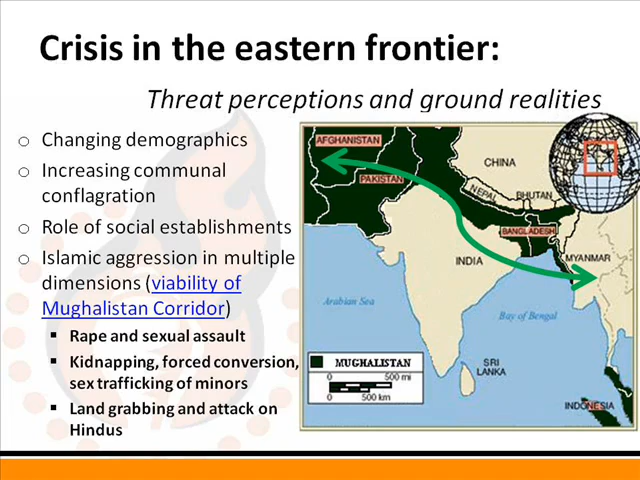 Crisis in the eastern frontier:
Threat perceptions and ground realities
o Changing demographics
o Increasing communal
conflagration
o Role of social establishments
o Islamic aggression in multiple
dimensions (viability of
Mughalistan Corridor)
▪ Rape and sexual assault
▪ Kidnapping, forced conversion,
sex trafficking of minors
▪ Land grabbing and attack on
Hindus
AFGHANISTAN
PAKISTAN
CHINA
NEPAL
BHUTAN
BANGLADESH
INDIA
MYANMAR
Arabian Sea
Bay of Bengal
SRI
LANKA
MUGHALISTAN
0 500 mi
0 500 km
INDONESIA